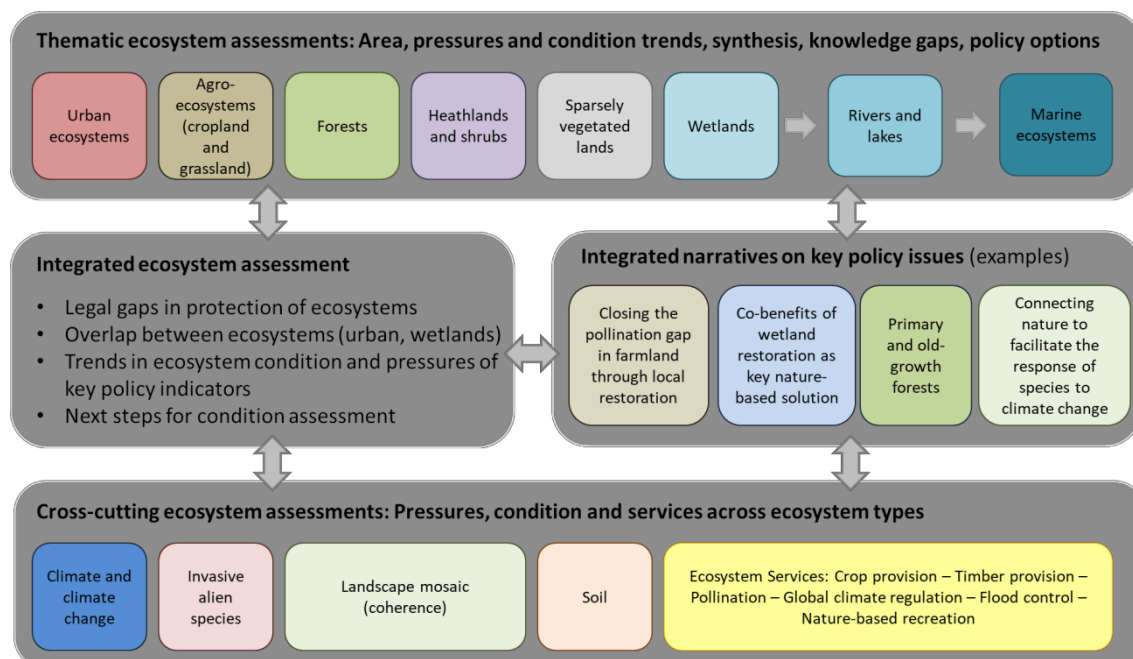 Thematic ecosystem assessments: Area, pressures and condition trends, synthesis, knowledge gaps, policy options
Urban
ecosystems
Agro-
ecosystems
(cropland
and
grassland)
Forests
Heathlands
and shrubs
Sparsely
vegetated
lands
Wetlands
Rivers and
lakes
Marine
ecosystems
Integrated ecosystem assessment
• Legal gaps in protection of ecosystems
• Overlap between ecosystems (urban, wetlands)
• Trends in ecosystem condition and pressures of
key policy indicators
• Next steps for condition assessment
Integrated narratives on key policy issues (examples)
Closing the
pollination gap
in farmland
through local
restoration
Co-benefits of
wetland
restoration as
key nature-
based solution
Primary
and old-
growth
forests
Connecting
nature to
facilitate the
response of
species to
climate change
Cross-cutting ecosystem assessments: Pressures, condition and services across ecosystem types
Climate and
climate
change
Invasive
alien
species
Landscape mosaic
(coherence)
Soil
Ecosystem Services: Crop provision – Timber provision –
Pollination – Global climate regulation – Flood control –
Nature-based recreation